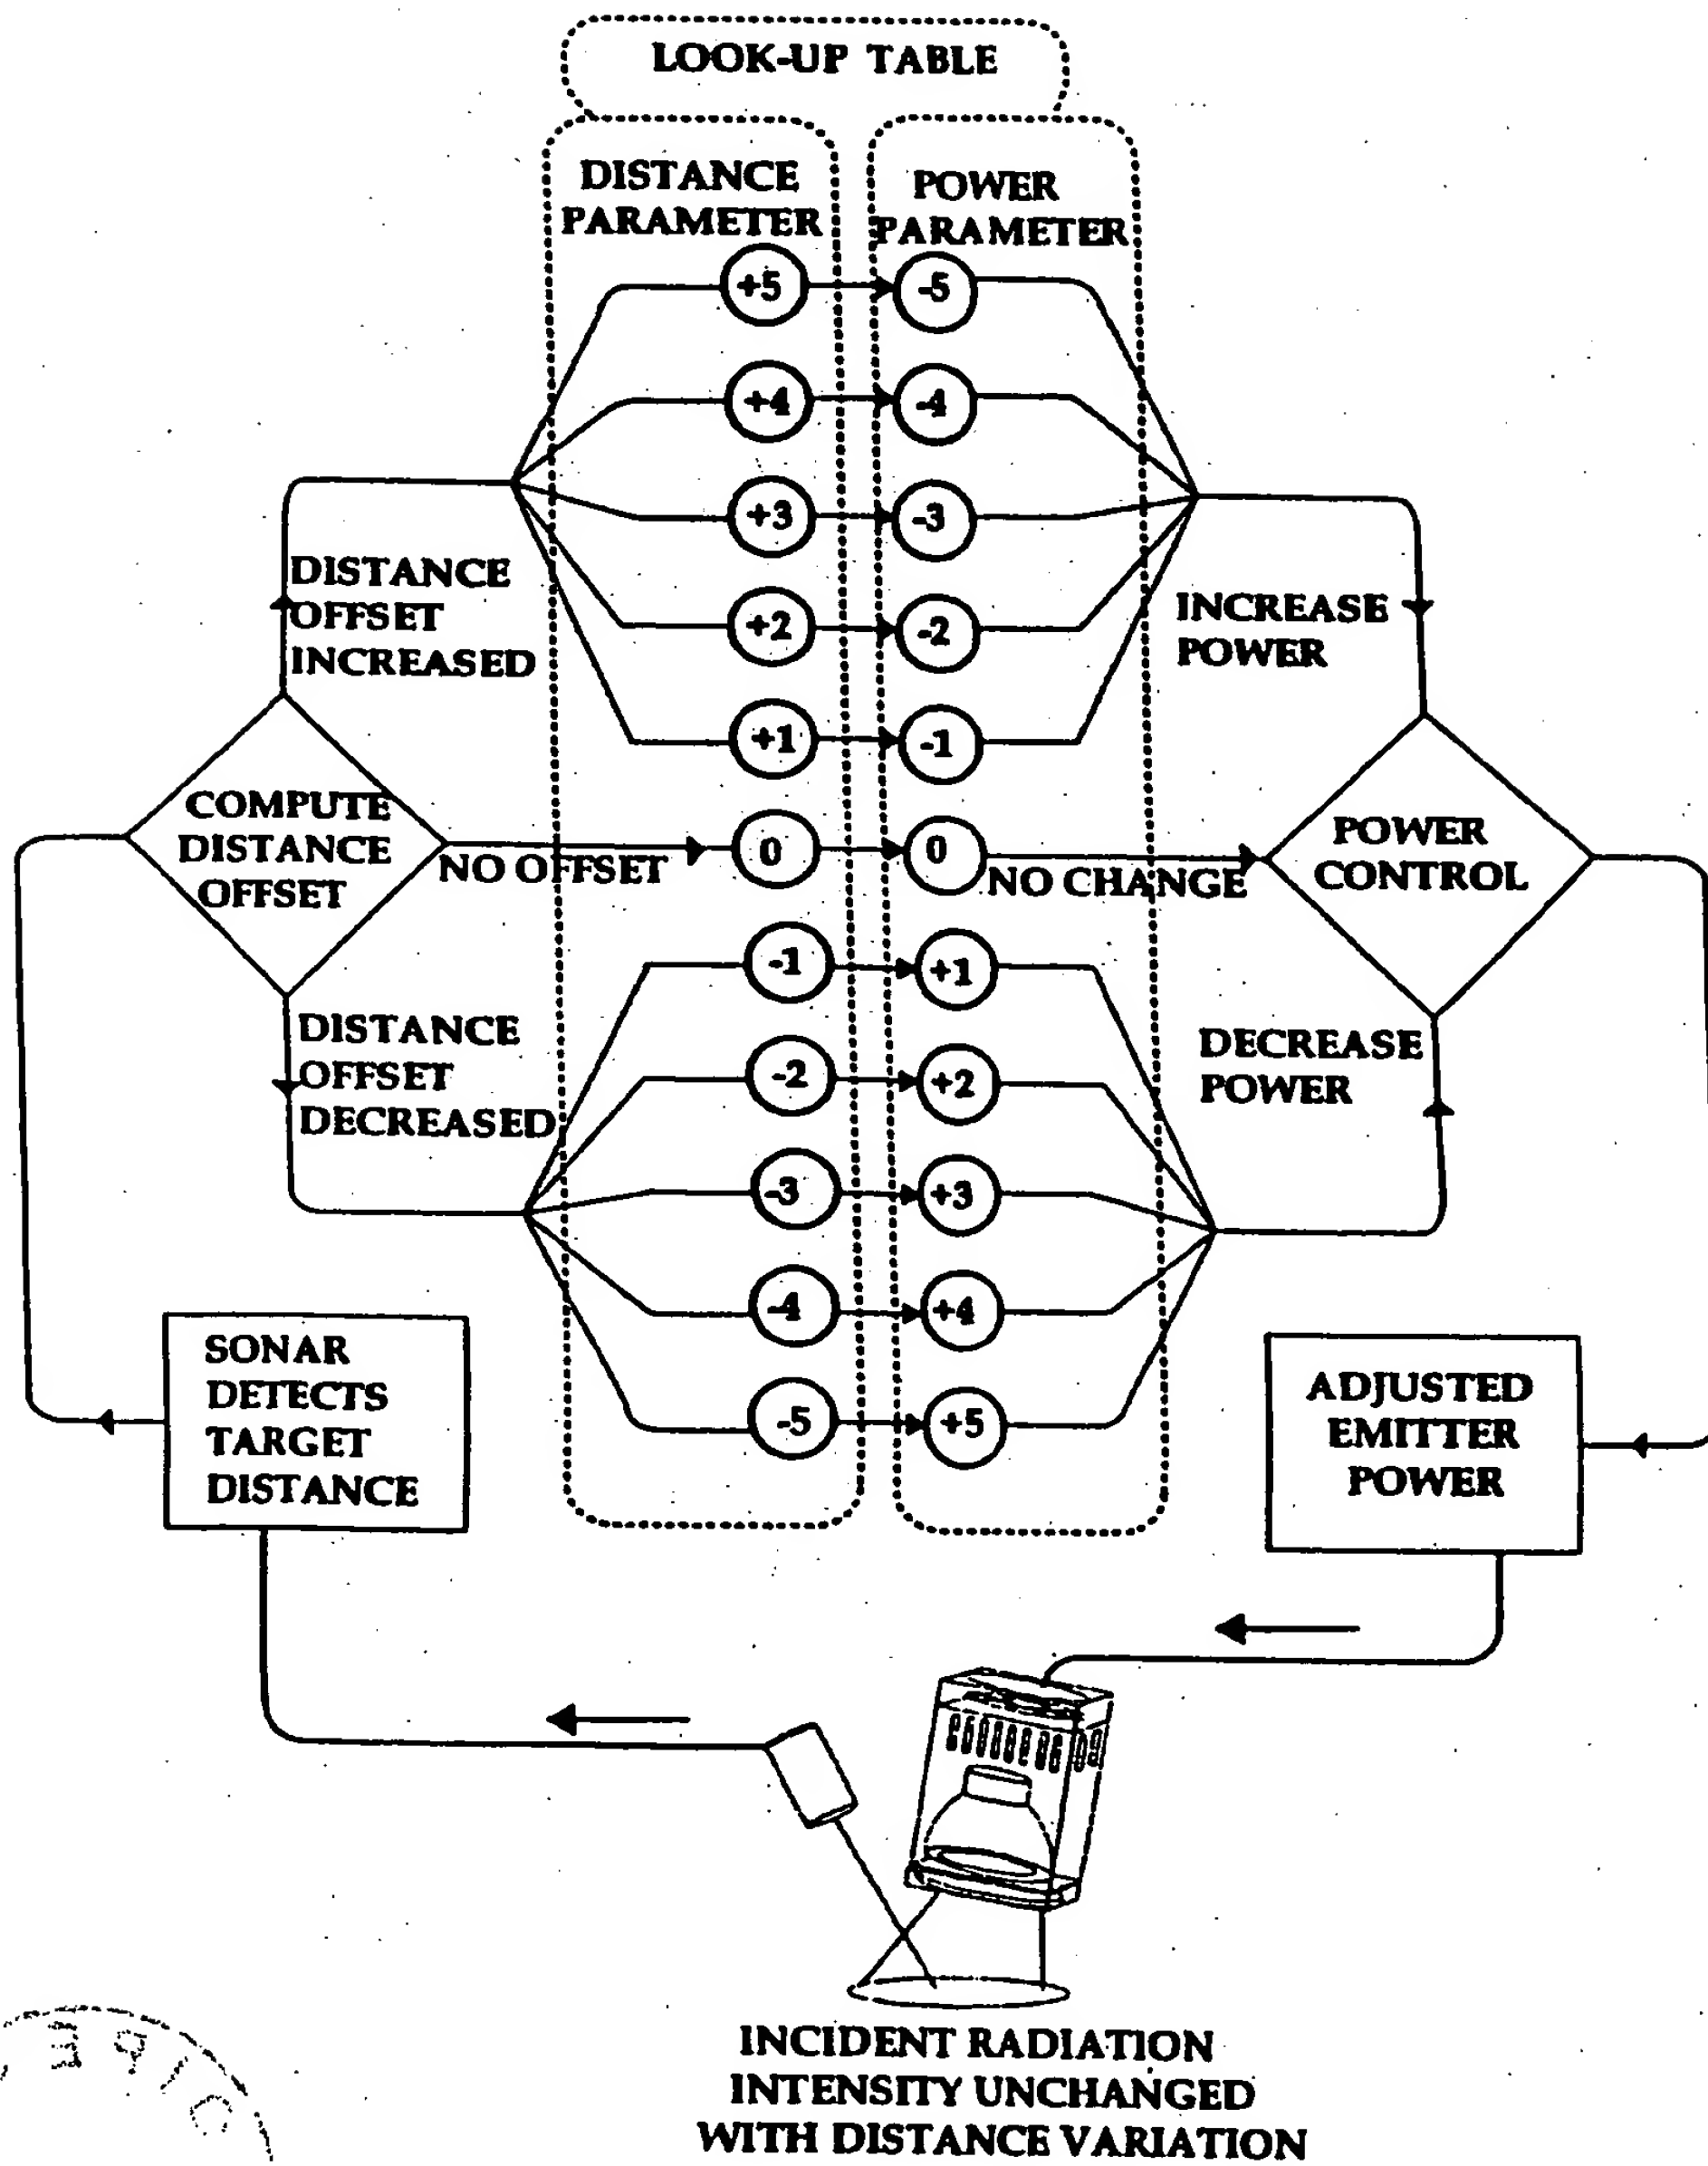 LOOK-UP TABLE
DISTANCE
PARAMETER
POWER
PARAMETER
+5
-5
+4
-4
+3
-3
+2
-2
+1
-1
0
0
-1
+1
-2
+2
-3
+3
-4
+4
-5
+5
DISTANCE
OFFSET
INCREASED
INCREASE
POWER
COMPUTE
DISTANCE
OFFSET
NO OFFSET
NO CHANGE
POWER
CONTROL
DISTANCE
OFFSET
DECREASED
DECREASE
POWER
SONAR
DETECTS
TARGET
DISTANCE
ADJUSTED
EMITTER
POWER
INCIDENT RADIATION
INTENSITY UNCHANGED
WITH DISTANCE VARIATION